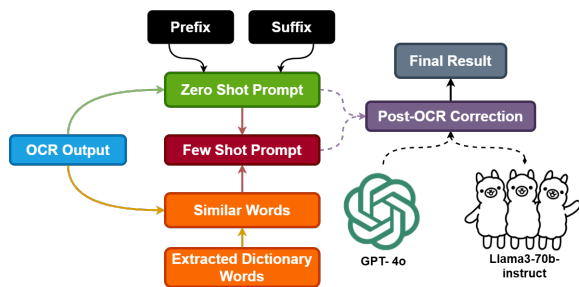 Prefix
Suffix
Final Result
Zero Shot Prompt
Post-OCR Correction
OCR Output
Few Shot Prompt
Similar Words
Extracted Dictionary
Words
GPT- 4o
Llama3-70b-
instruct